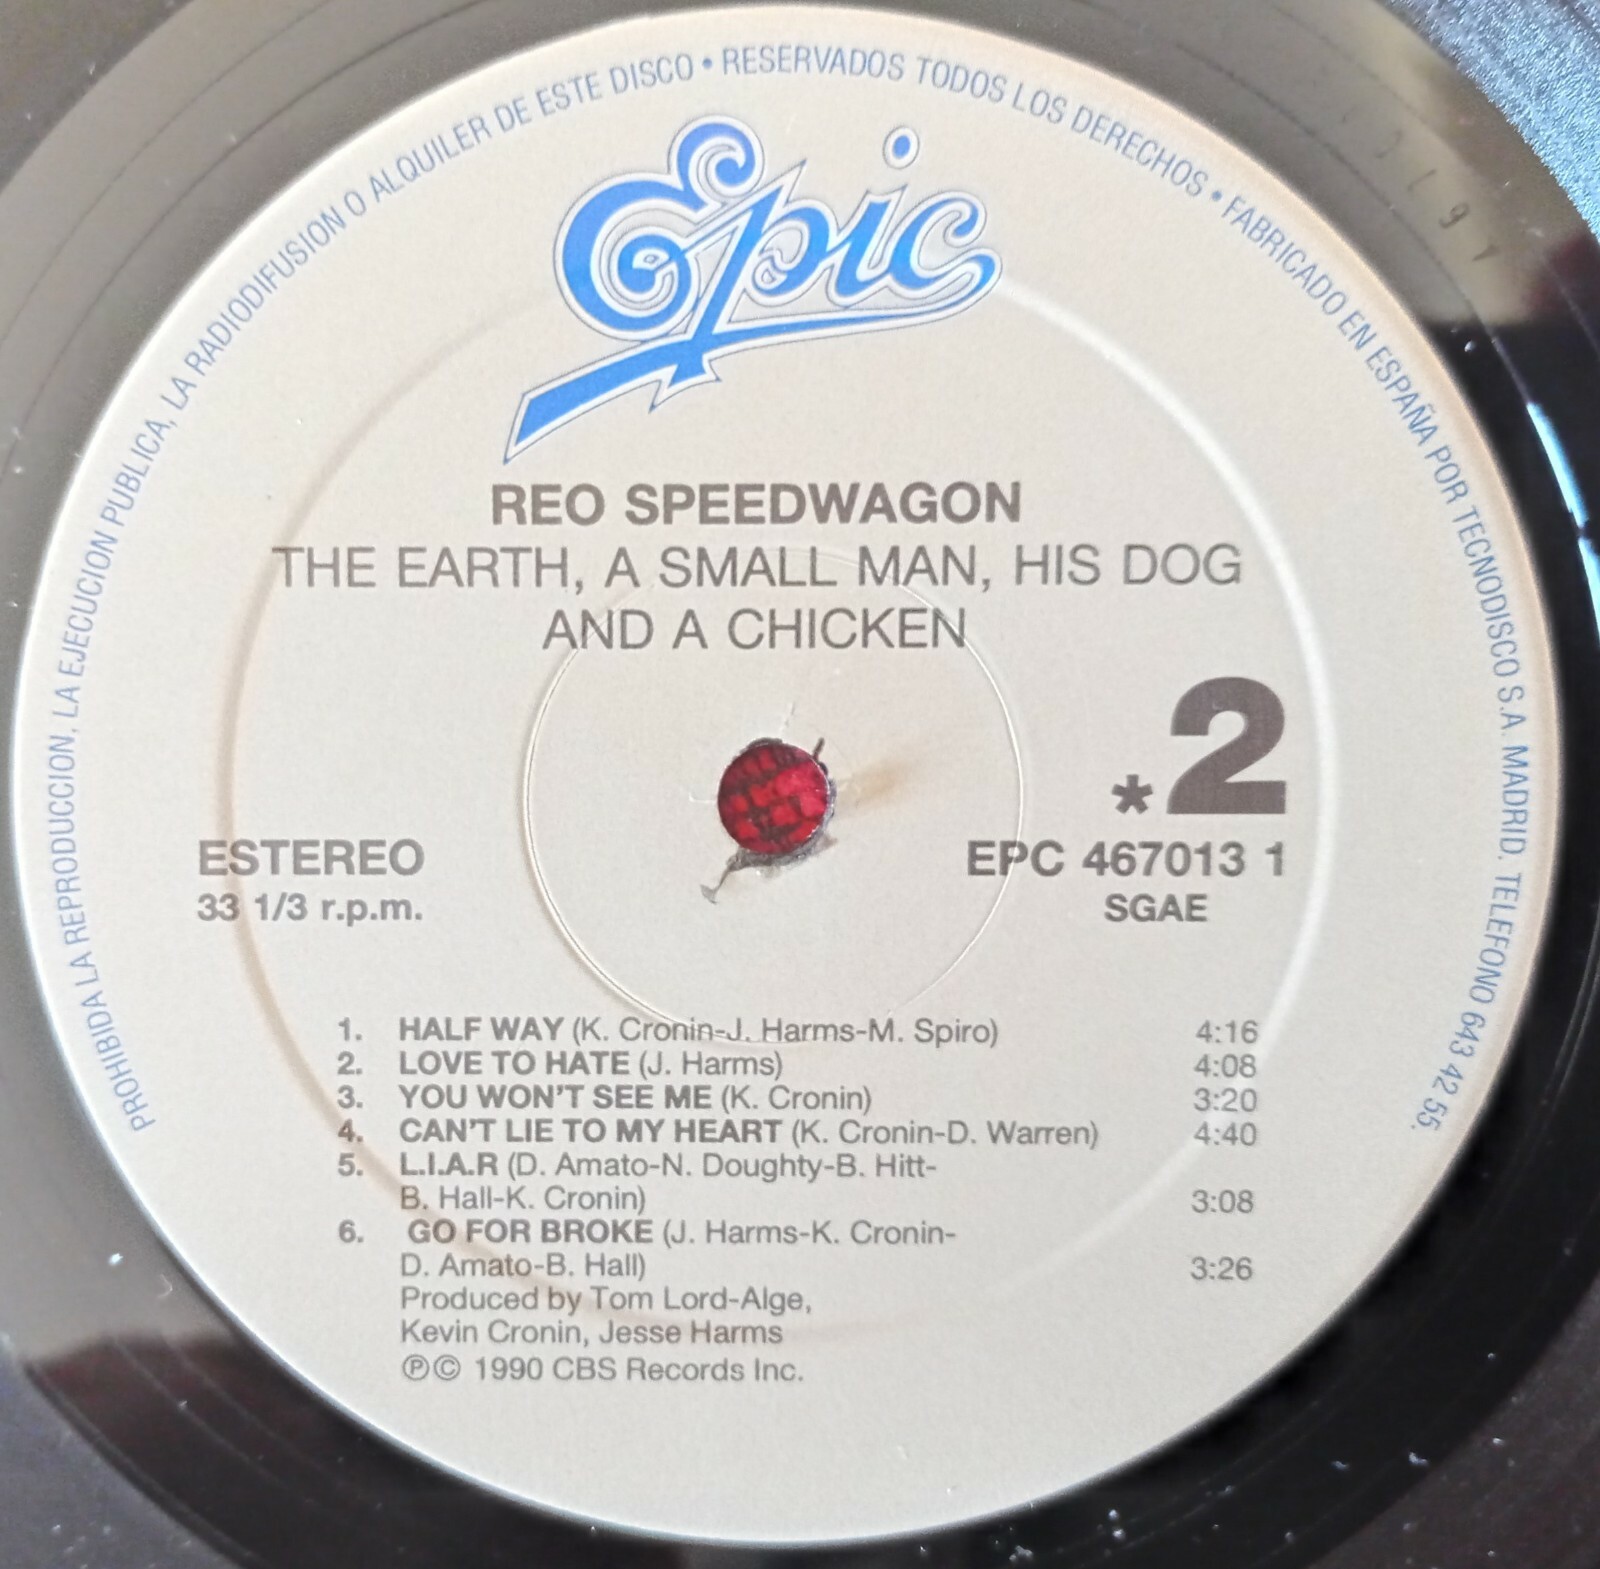 PROHIBIDA LA REPRODUCCION, LA EJECUCION PUBLICA, LA RADIODIFUSION O ALQUILER DE ESTE DISCO • RESERVADOS TODOS LOS DERECHOS • FABRICADO EN ESPAÑA POR TECNODISCO S.A. MADRID. TELEFONO 643 42 55.
Epic
REO SPEEDWAGON
THE EARTH, A SMALL MAN, HIS DOG
AND A CHICKEN
*2
ESTEREO EPC 467013 1
33 1/3 r.p.m. SGAE
1. HALF WAY (K. Cronin-J. Harms-M. Spiro) 4:16
2. LOVE TO HATE (J. Harms) 4:08
3. YOU WON'T SEE ME (K. Cronin) 3:20
4. CAN'T LIE TO MY HEART (K. Cronin-D. Warren) 4:40
5. L.I.A.R (D. Amato-N. Doughty-B. Hitt-
B. Hall-K. Cronin) 3:08
6. GO FOR BROKE (J. Harms-K. Cronin-
D. Amato-B. Hall) 3:26
Produced by Tom Lord-Alge,
Kevin Cronin, Jesse Harms
℗© 1990 CBS Records Inc.